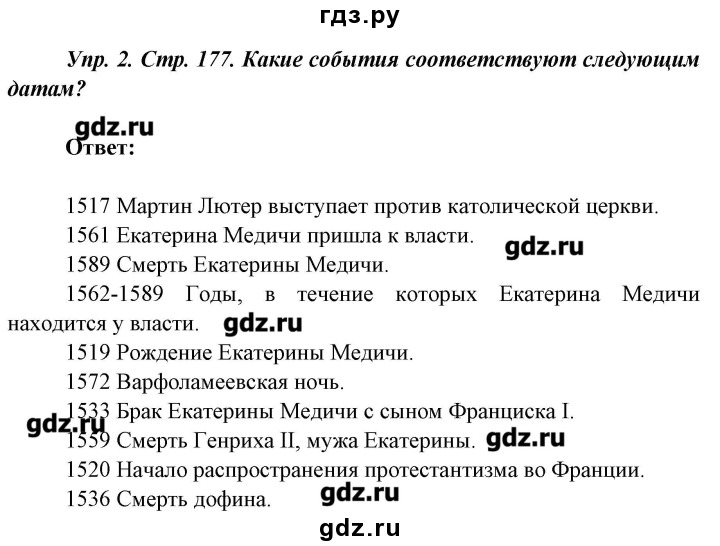 гдз.ру
Упр. 2. Стр. 177. Какие события соответствуют следующим
датам?
gdz.ru
Ответ:
1517 Мартин Лютер выступает против католической церкви.
1561 Екатерина Медичи пришла к власти.
gdz.ru
1589 Смерть Екатерины Медичи.
1562-1589 Годы, в течение которых Екатерина Медичи
находится у власти.
gdz.ru
1519 Рождение Екатерины Медичи.
1572 Варфоламеевская ночь.
1533 Брак Екатерины Медичи с сыном Франциска I.
gdz.ru
1559 Смерть Генриха II, мужа Екатерины.
gdz.ru
1520 Начало распространения протестантизма во Франции.
1536 Смерть дофина.
gdz.ru
gdz.ru